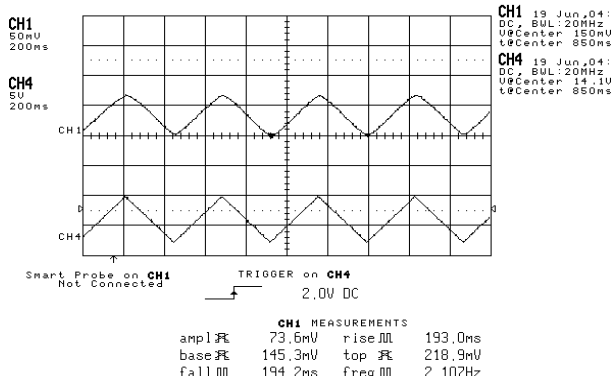 CH1
50mV
200ms
CH4
5V
200ms
CH1 19 Jun,04:
DC, BWL:20MHz
V@Center 150mV
t@Center 850ms
CH4 19 Jun,04:
DC, BWL:20MHz
V@Center 14.1V
t@Center 850ms
CH1
CH4
Smart Probe on CH1
Not Connected
TRIGGER on CH4
2.0V DC
CH1 MEASUREMENTS
ampl 73.6mV rise 193.0ms
base 145.3mV top 218.9mV
fall 194.2ms freq 2.107Hz